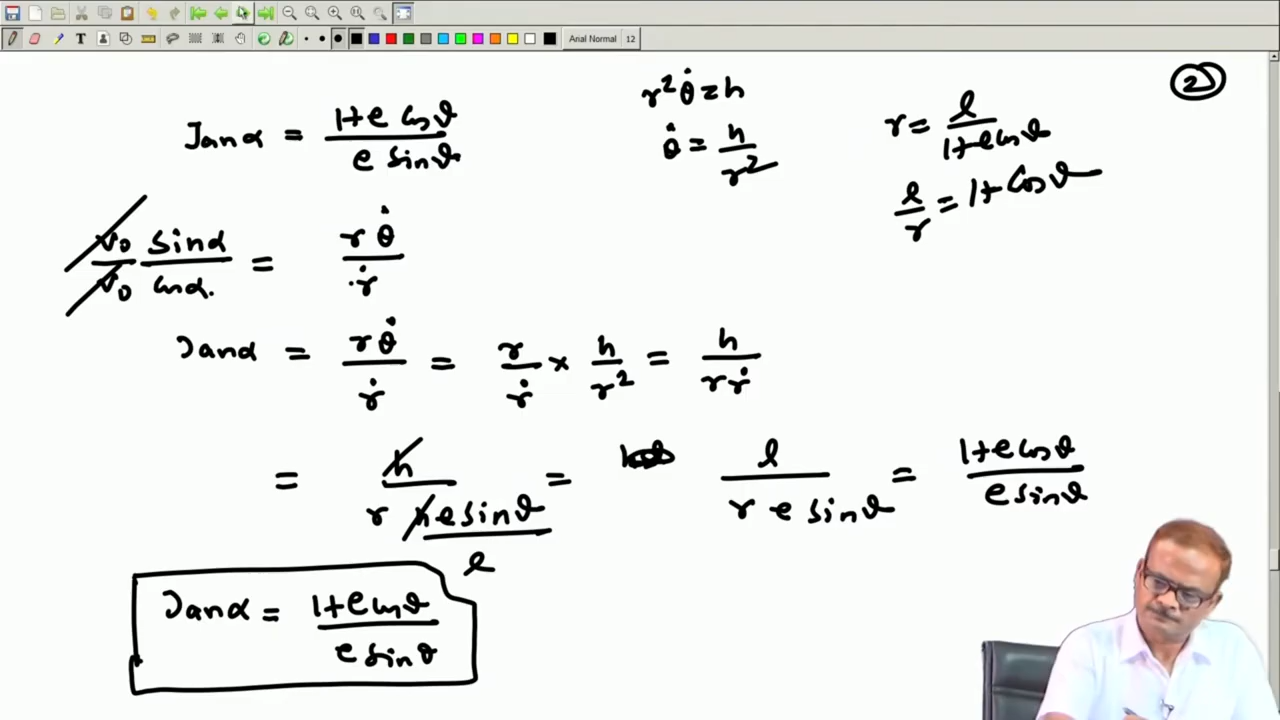 ②
Tanα = (1+e cosϑ)/(e sinϑ)
r²θ̇ = h
θ̇ = h/r²
r = l/(1+e cosϑ)
l/r = 1+ cosϑ
v₀ sinα / v₀ cosα. = rθ̇/ṙ
Tanα = rθ̇/ṙ = r/ṙ × h/r² = h/(rṙ)
= h/(r (h e sinϑ/l)) = l/(r e sinϑ) = (1+e cosϑ)/(e sinϑ)
Tanα = (1+e cosϑ)/(e sinθ)
Arial Normal 12